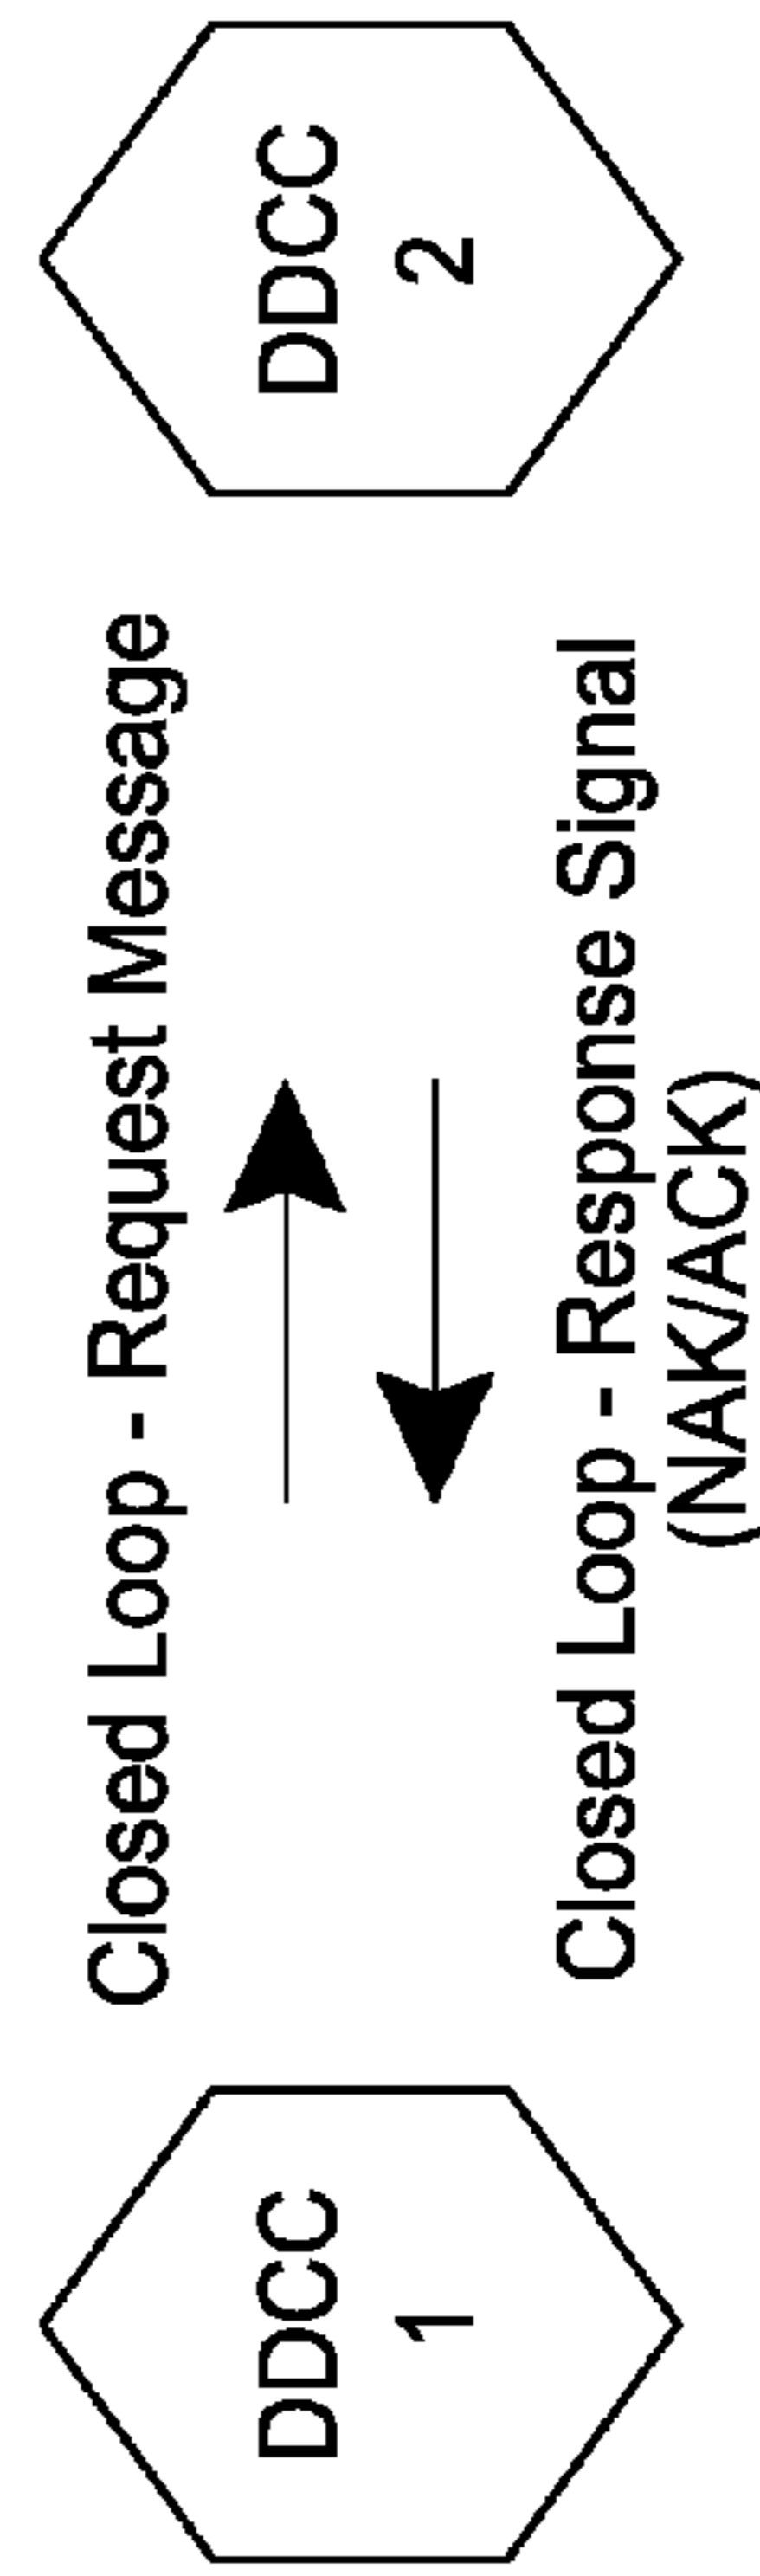 DDCC
1
Closed Loop - Request Message
Closed Loop - Response Signal
(NAK/ACK)
DDCC
2